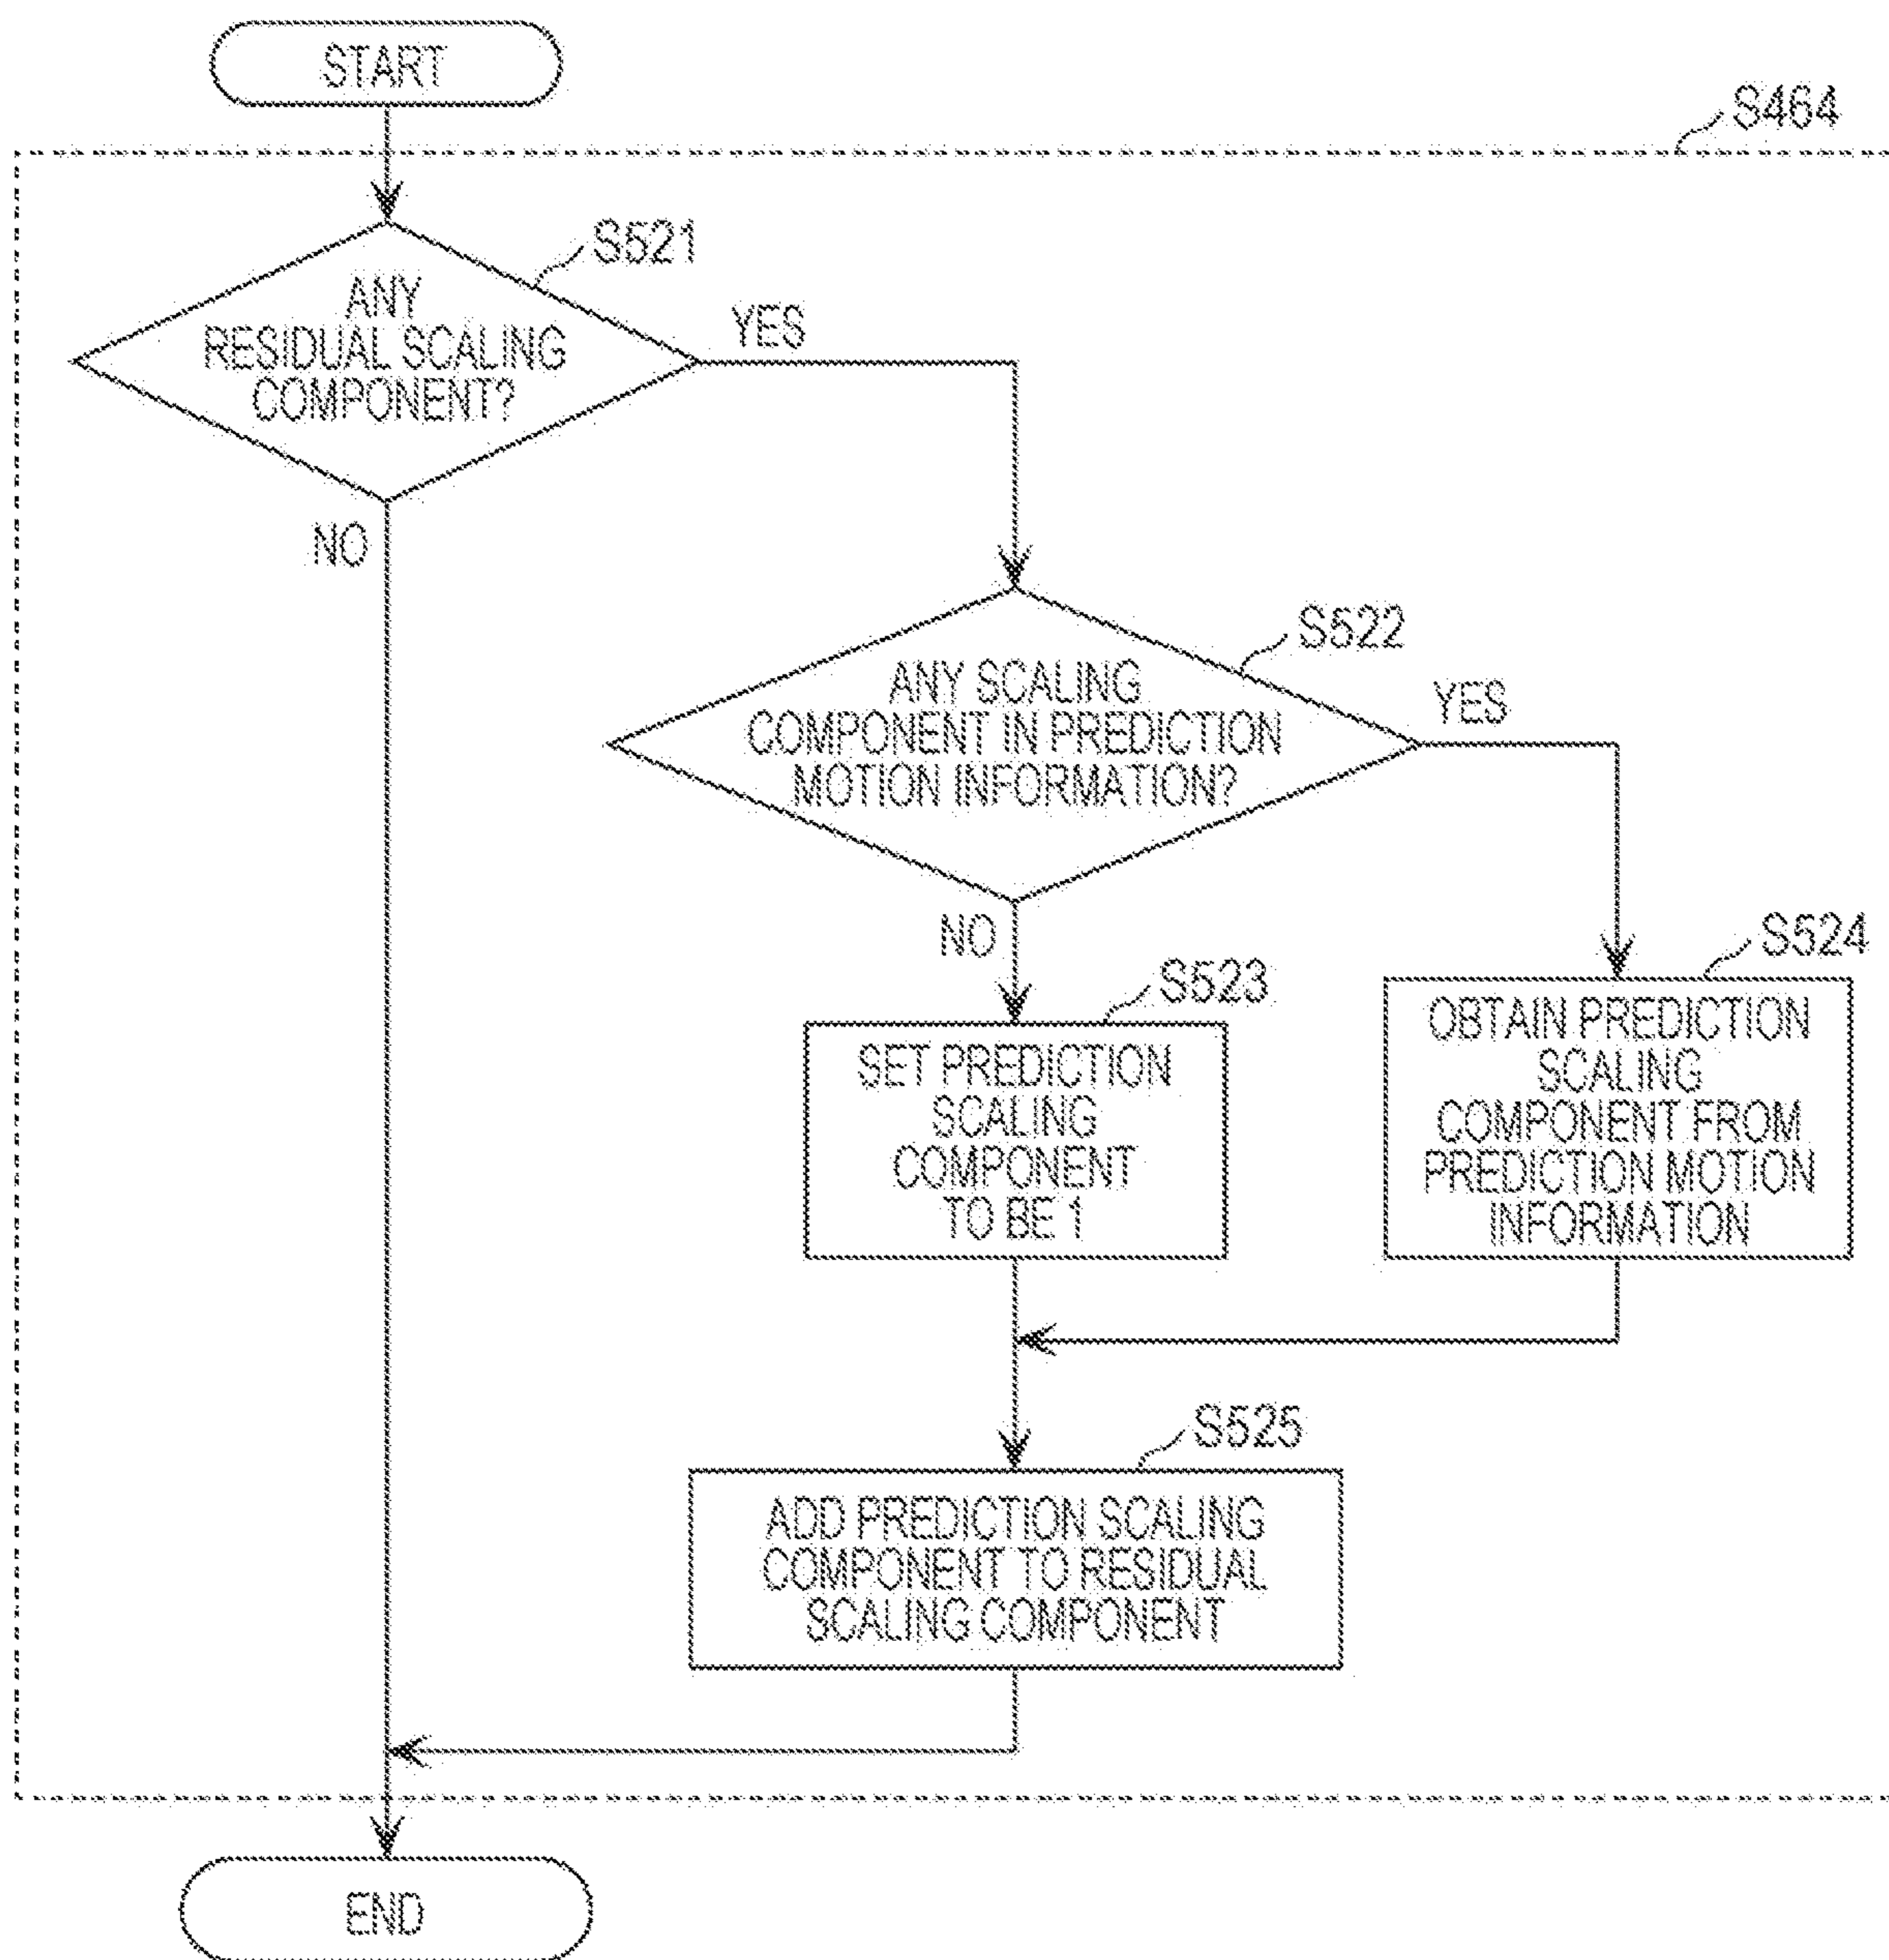 START
S464
S521
ANY
RESIDUAL SCALING
COMPONENT?
YES
NO
S522
ANY SCALING
COMPONENT IN PREDICTION
MOTION INFORMATION?
YES
NO
S523
SET PREDICTION
SCALING
COMPONENT
TO BE 1
S524
OBTAIN PREDICTION
SCALING
COMPONENT FROM
PREDICTION MOTION
INFORMATION
S525
ADD PREDICTION SCALING
COMPONENT TO RESIDUAL
SCALING COMPONENT
END